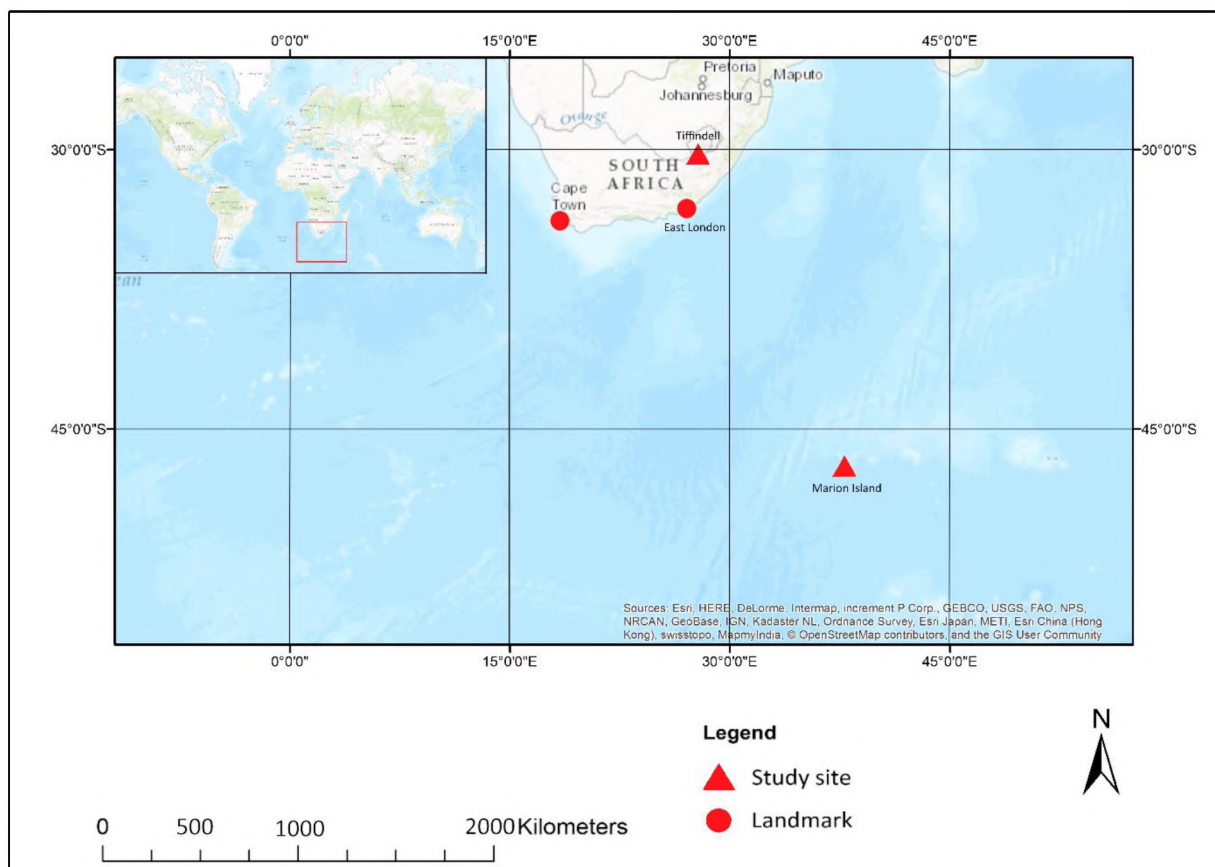 0°0'0"
15°0'0"E
30°0'0"E
45°0'0"E
Pretoria
Maputo
Johannesburg
Orange
Tiffindell
30°0'0"S
30°0'0"S
SOUTH
AFRICA
Cape
Town
East London
ean
45°0'0"S
45°0'0"S
Marion Island
Sources: Esri, HERE, DeLorme, Intermap, increment P Corp., GEBCO, USGS, FAO, NPS,
NRCAN, GeoBase, IGN, Kadaster NL, Ordnance Survey, Esri Japan, METI, Esri China (Hong
Kong), swisstopo, MapmyIndia, © OpenStreetMap contributors, and the GIS User Community
0°0'0"E
15°0'0"E
30°0'0"E
45°0'0"E
Legend
N
Study site
Landmark
0 500 1000 2000 Kilometers